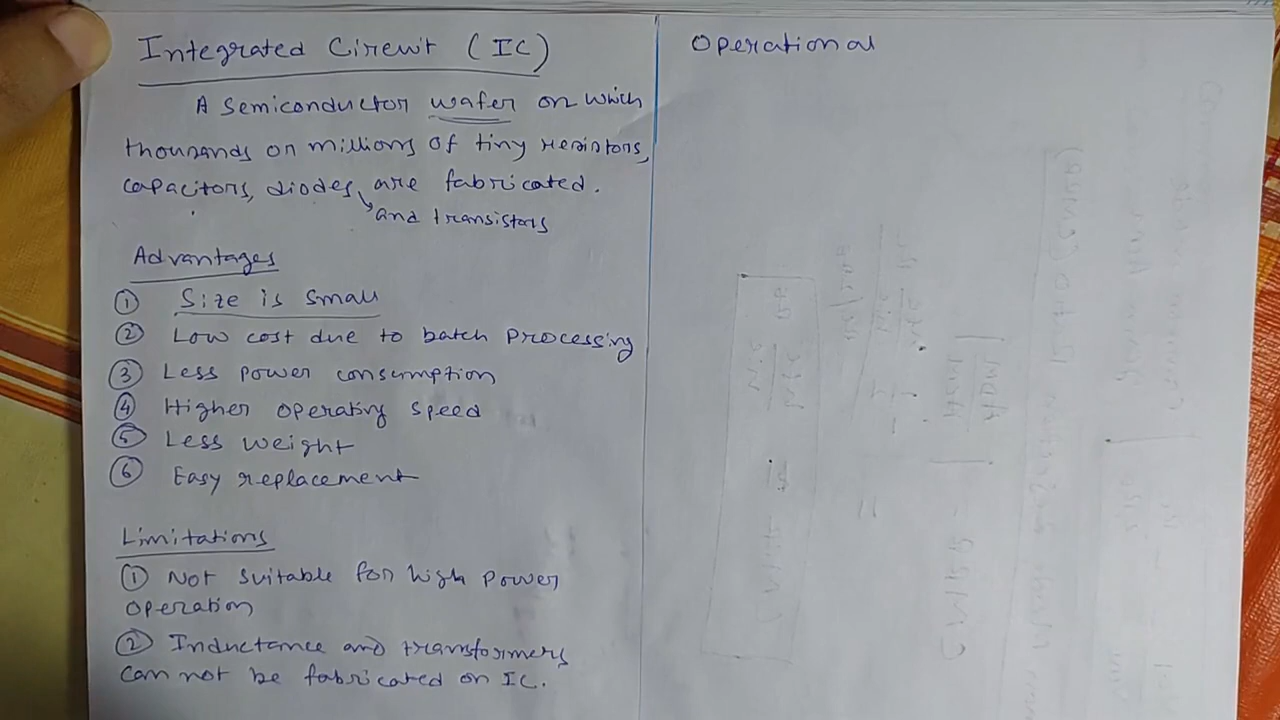 Integrated Circuit (IC)
A semiconductor wafer on which
thousands or millions of tiny resistors,
capacitors, diodes, are fabricated.
and transistors
Advantages
① Size is small
② Low cost due to batch processing
③ Less power consumption
④ Higher operating speed
⑤ Less weight
⑥ Easy replacement
Limitations
① Not suitable for high power
operation
② Inductance and transformers
can not be fabricated on IC.
Operational